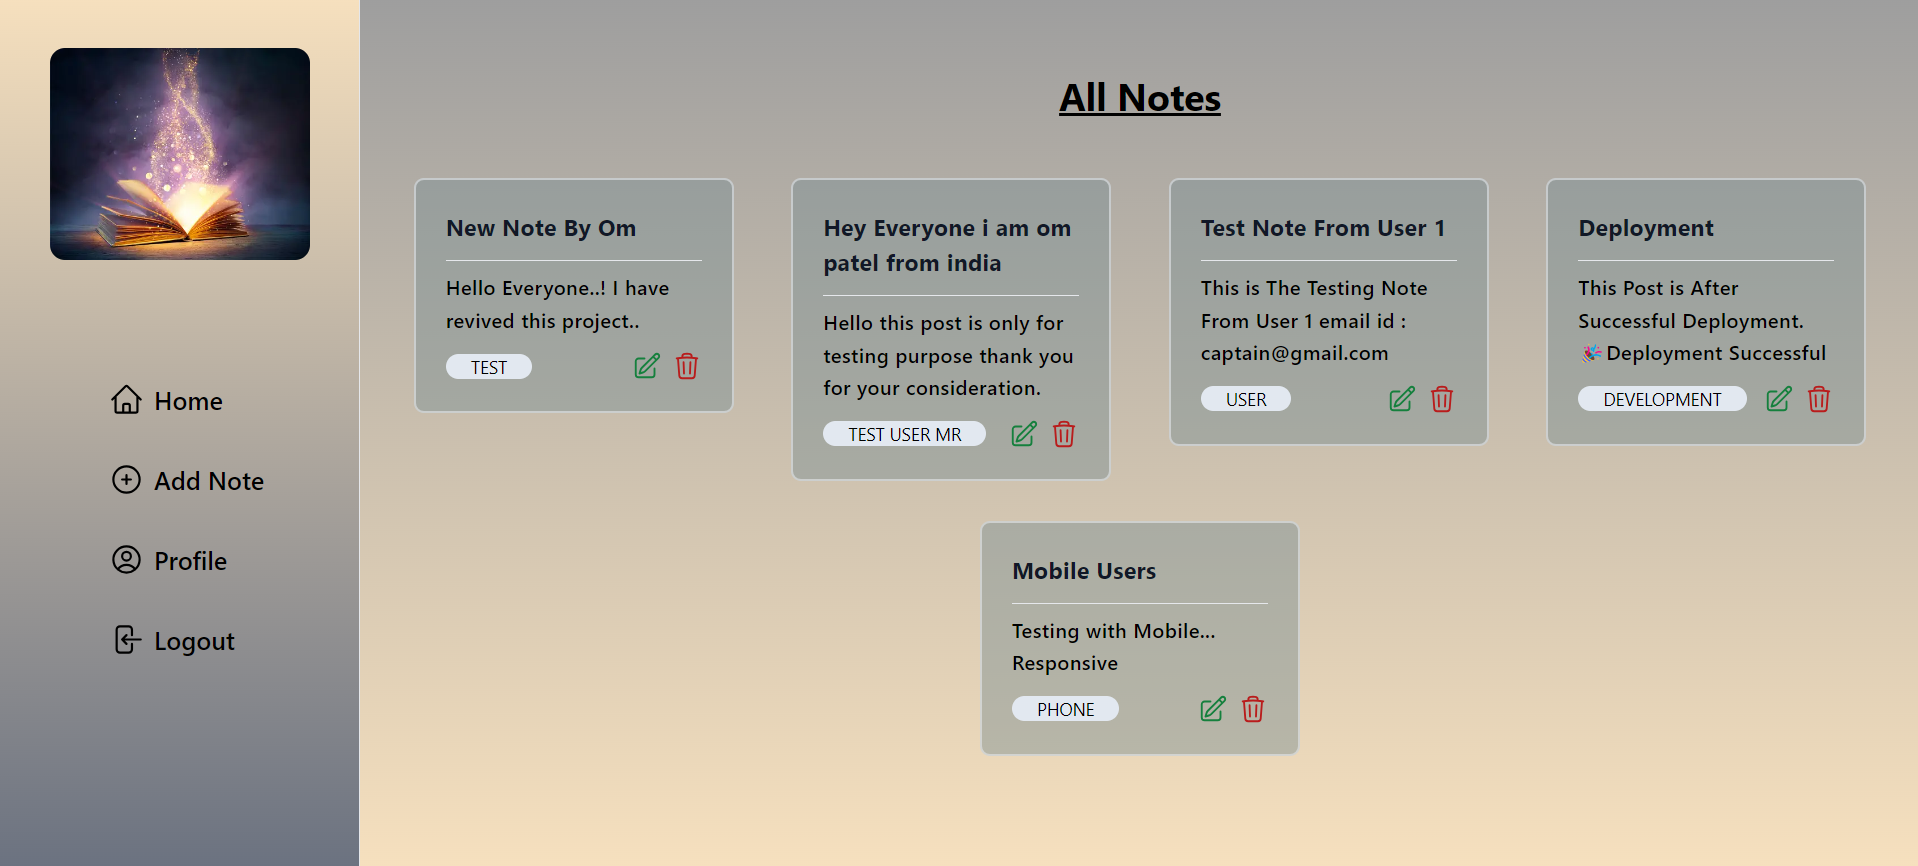 Home
Add Note
Profile
Logout
All Notes
New Note By Om
Hello Everyone..! I have
revived this project..
TEST
Hey Everyone i am om
patel from india
Hello this post is only for
testing purpose thank you
for your consideration.
TEST USER MR
Test Note From User 1
This is The Testing Note
From User 1 email id :
captain@gmail.com
USER
Deployment
This Post is After
Successful Deployment.
🎉Deployment Successful
DEVELOPMENT
Mobile Users
Testing with Mobile...
Responsive
PHONE